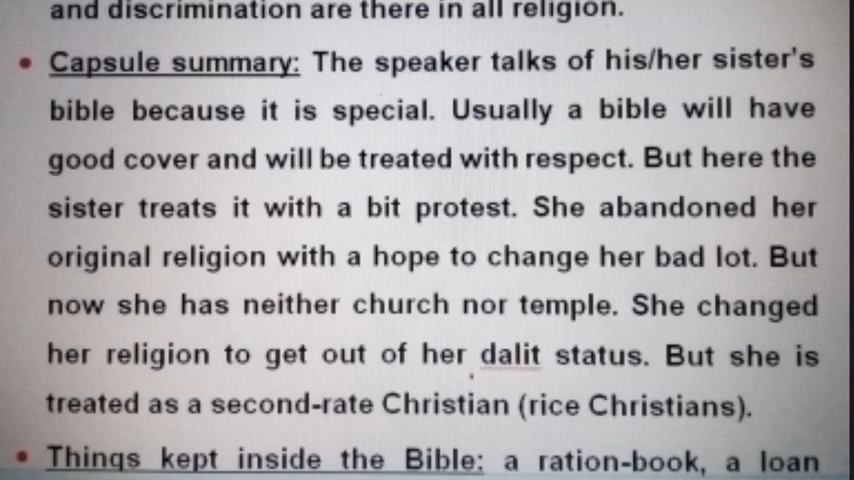 and discrimination are there in all religion.
• Capsule summary: The speaker talks of his/her sister's
bible because it is special. Usually a bible will have
good cover and will be treated with respect. But here the
sister treats it with a bit protest. She abandoned her
original religion with a hope to change her bad lot. But
now she has neither church nor temple. She changed
her religion to get out of her dalit status. But she is
treated as a second-rate Christian (rice Christians).
• Things kept inside the Bible: a ration-book, a loan